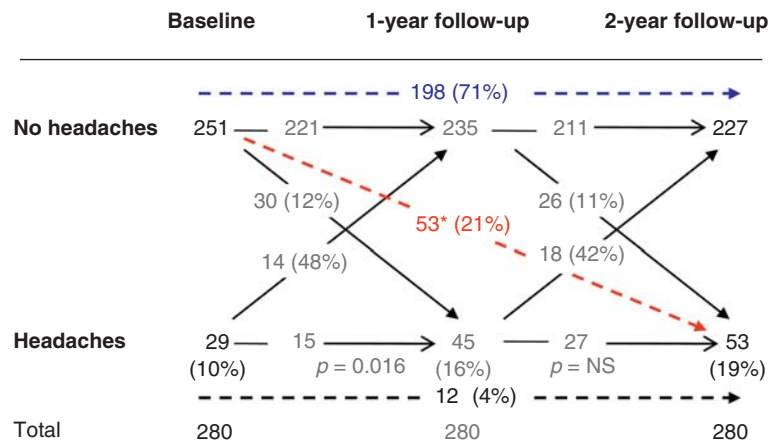 Baseline 1-year follow-up 2-year follow-up
198 (71%)
No headaches 251 221 235 211 227
30 (12%) 26 (11%)
53* (21%)
14 (48%) 18 (42%)
Headaches 29 15 45 27 53
(10%) p = 0.016 (16%) p = NS (19%)
12 (4%)
Total 280 280 280